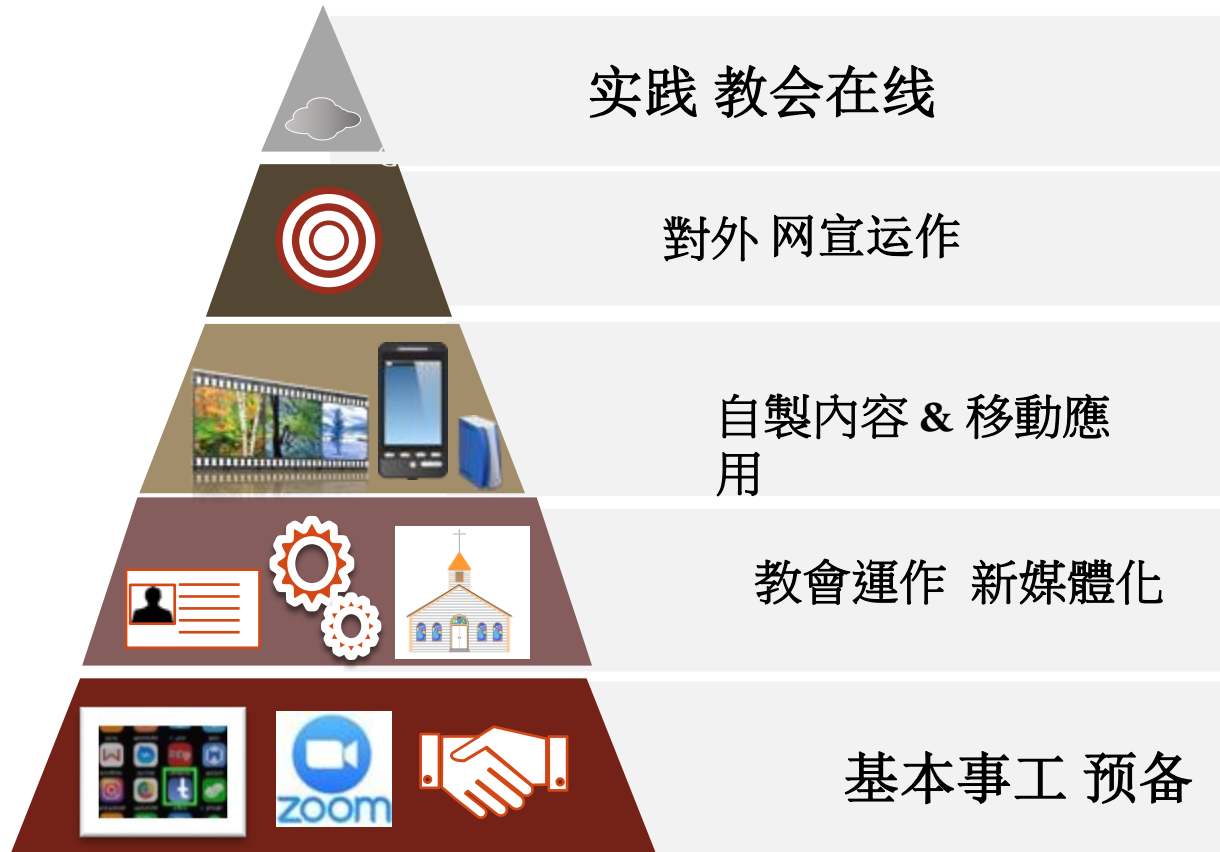 实践 教会在线
對外 网宣运作
自製內容 & 移動應
用
教會運作 新媒體化
zoom
基本事工 预备